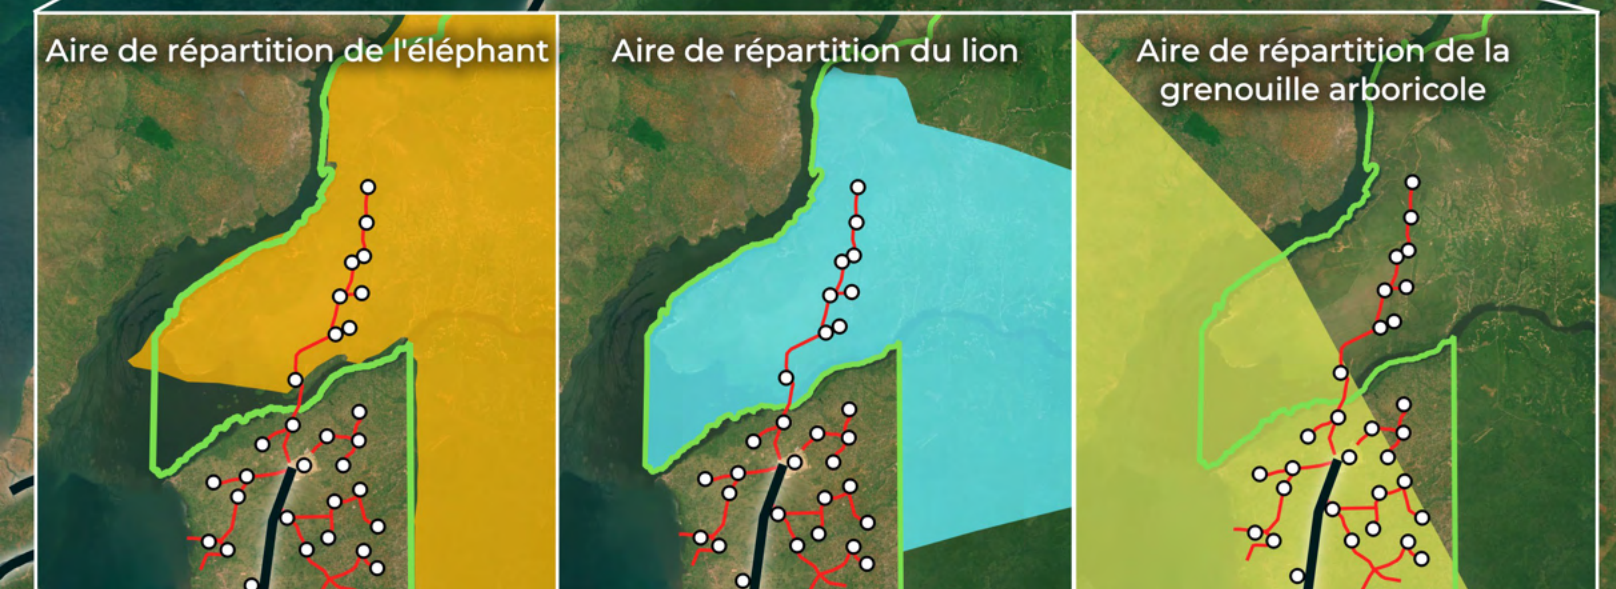 Aire de répartition de l'éléphant
Aire de répartition du lion
Aire de répartition de la
grenouille arboricole